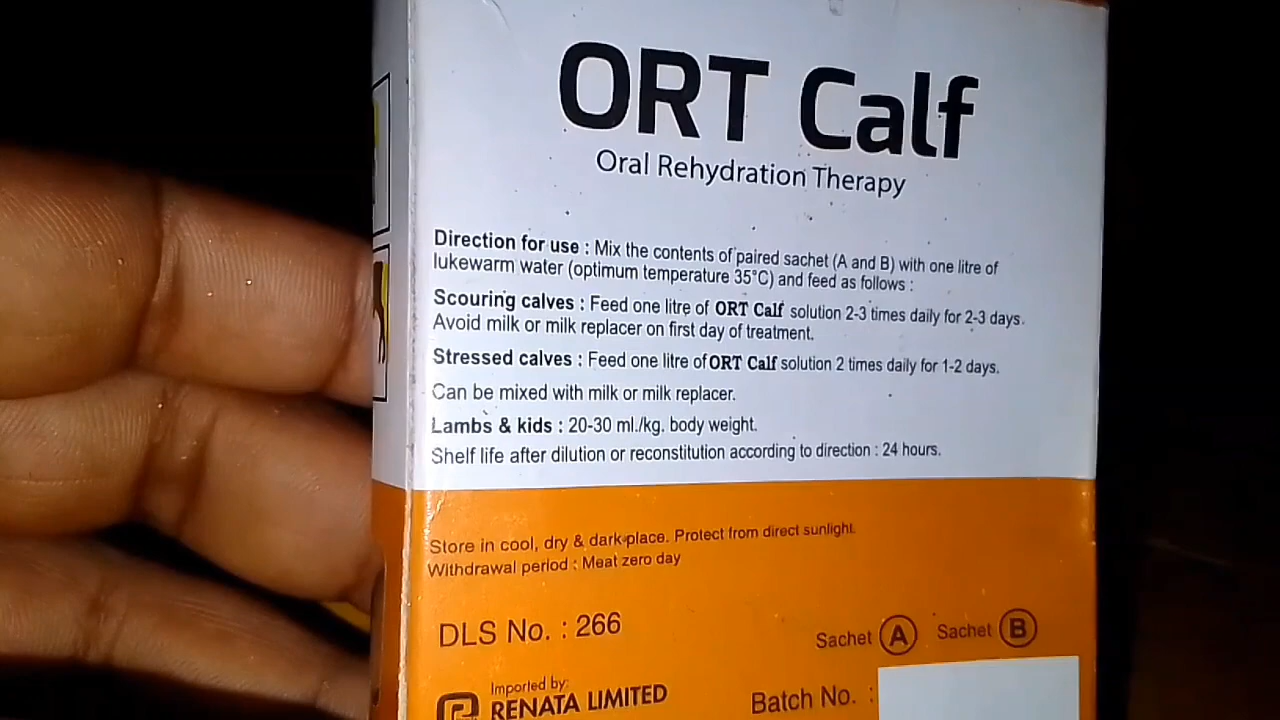 ORT Calf
Oral Rehydration Therapy
Direction for use : Mix the contents of paired sachet (A and B) with one litre of
lukewarm water (optimum temperature 35°C) and feed as follows :
Scouring calves : Feed one litre of ORT Calf solution 2-3 times daily for 2-3 days.
Avoid milk or milk replacer on first day of treatment.
Stressed calves : Feed one litre of ORT Calf solution 2 times daily for 1-2 days.
Can be mixed with milk or milk replacer.
Lambs & kids : 20-30 ml./kg. body weight.
Shelf life after dilution or reconstitution according to direction : 24 hours.
Store in cool, dry & dark place. Protect from direct sunlight.
Withdrawal period : Meat zero day
DLS No. : 266
Sachet A Sachet B
Imported by:
RENATA LIMITED
Batch No. :